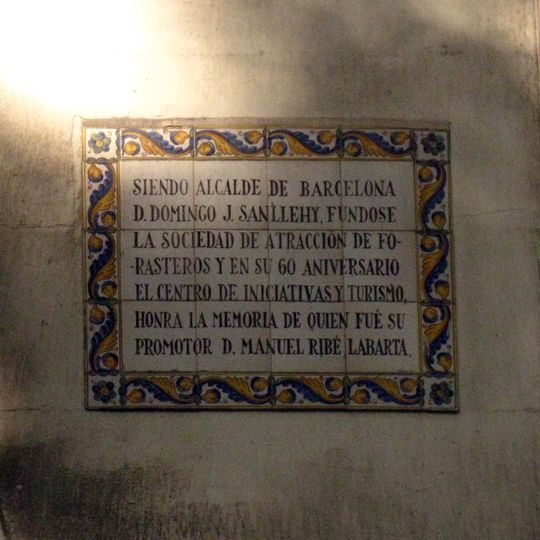 SIENDO ALCALDE DE BARCELONA
D. DOMINGO J. SANLLEHY, FUNDOSE
LA SOCIEDAD DE ATRACCIÓN DE FO-
RASTEROS Y EN SU 60 ANIVERSARIO
EL CENTRO DE INICIATIVAS Y TURISMO,
HONRA LA MEMORIA DE QUIEN FUÉ SU
PROMOTOR D. MANUEL RIBÉ LABARTA.